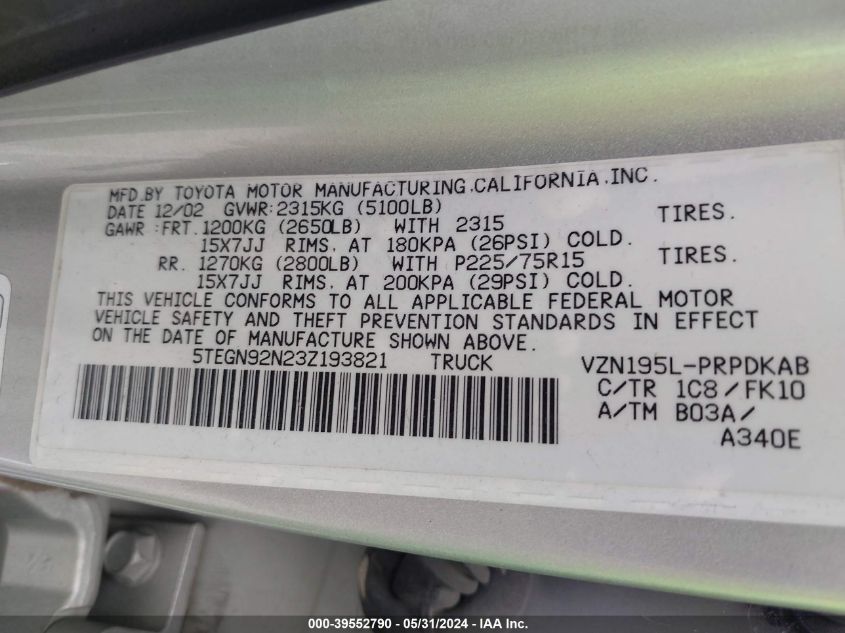 MFD.BY TOYOTA MOTOR MANUFACTURING.CALIFORNIA.INC.
DATE 12/02 GVWR:2315KG (5100LB)
GAWR :FRT.1200KG (2650LB) WITH 2315 TIRES.
15X7JJ RIMS. AT 180KPA (26PSI) COLD.
RR. 1270KG (2800LB) WITH P225/75R15 TIRES.
15X7JJ RIMS. AT 200KPA (29PSI) COLD.
THIS VEHICLE CONFORMS TO ALL APPLICABLE FEDERAL MOTOR
VEHICLE SAFETY AND THEFT PREVENTION STANDARDS IN EFFECT
ON THE DATE OF MANUFACTURE SHOWN ABOVE.
5TEGN92N23Z193821 TRUCK VZN195L-PRPDKAB
C/TR 1C8/FK10
A/TM B03A/
A340E
000-39552790 - 05/31/2024 - IAA Inc.